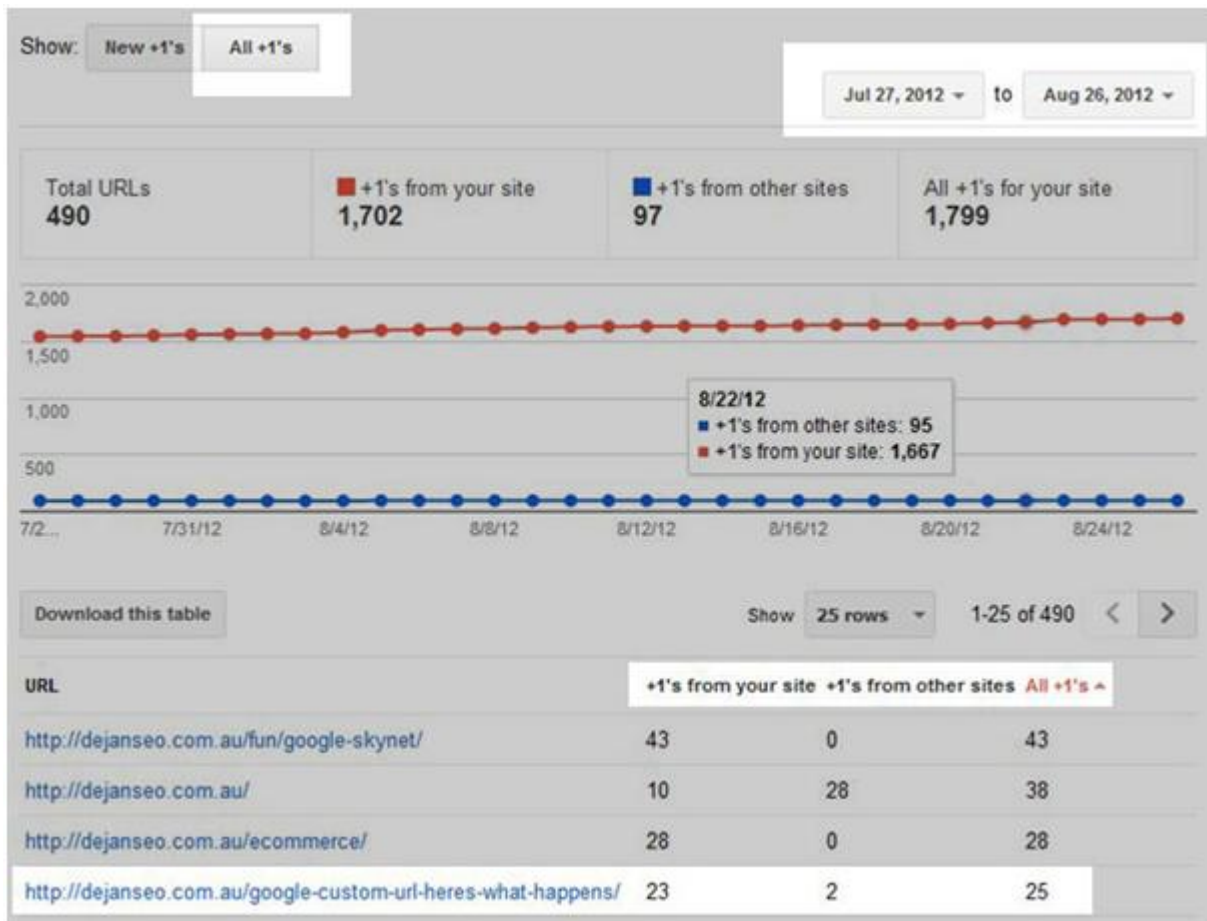 Show: New +1's All +1's
Jul 27, 2012 to Aug 26, 2012
Total URLs +1's from your site +1's from other sites All +1's for your site
490 1,702 97 1,799
2,000
1,500
1,000
8/22/12
+1's from other sites: 95
+1's from your site: 1,667
500
7/2... 7/31/12 8/4/12 8/8/12 8/12/12 8/16/12 8/20/12 8/24/12
Download this table Show 25 rows 1-25 of 490
URL +1's from your site +1's from other sites All +1's
http://dejanseo.com.au/fun/google-skynet/ 43 0 43
http://dejanseo.com.au/ 10 28 38
http://dejanseo.com.au/ecommerce/ 28 0 28
http://dejanseo.com.au/google-custom-url-heres-what-happens/ 23 2 25